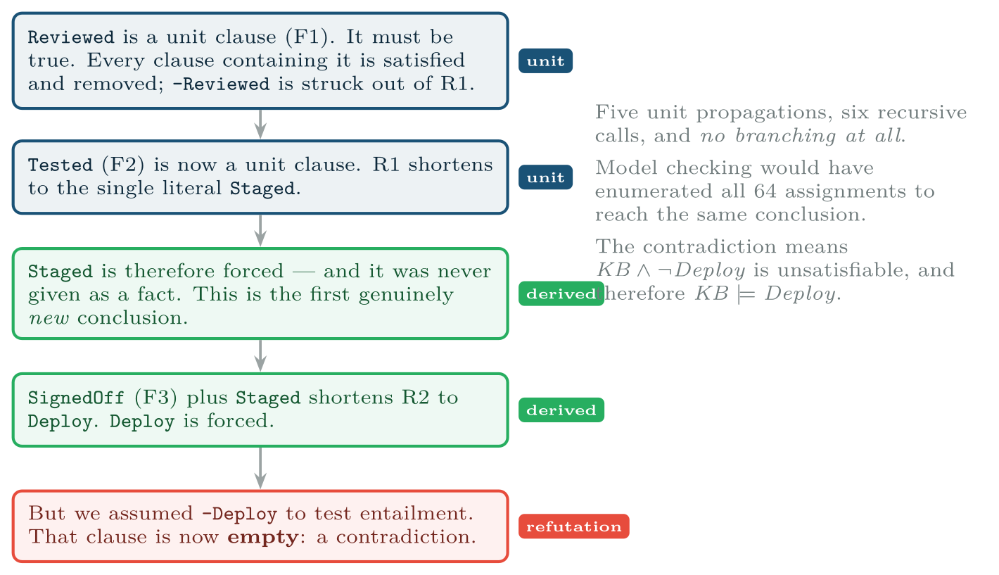 Reviewed is a unit clause (F1). It must be
true. Every clause containing it is satisfied
and removed; -Reviewed is struck out of R1.
unit
Tested (F2) is now a unit clause. R1 shortens
to the single literal Staged.
unit
Staged is therefore forced — and it was never
given as a fact. This is the first genuinely
new conclusion.
derived
SignedOff (F3) plus Staged shortens R2 to
Deploy. Deploy is forced.
derived
But we assumed -Deploy to test entailment.
That clause is now empty: a contradiction.
refutation
Five unit propagations, six recursive
calls, and no branching at all.
Model checking would have
enumerated all 64 assignments to
reach the same conclusion.
The contradiction means
KB ∧ ¬Deploy is unsatisfiable, and
therefore KB ⊨ Deploy.